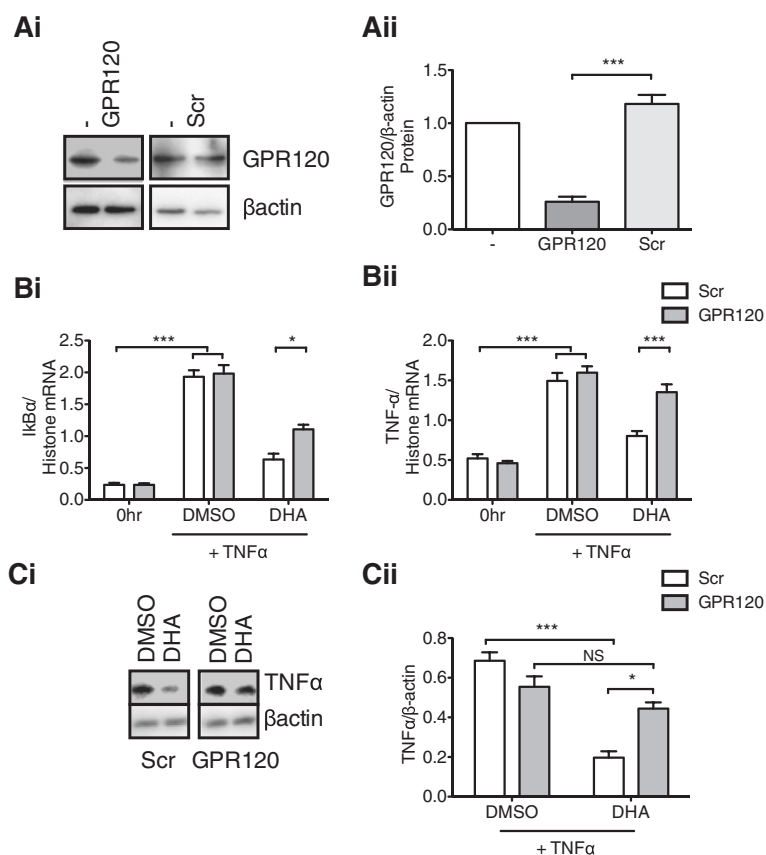 Ai
- GPR120
- Scr
GPR120
βactin
Aii
***
1.5
1.0
0.5
0.0
GPR120/β-actin
Protein
- GPR120 Scr
Bi
*** *
2.5
2.0
1.5
1.0
0.5
0.0
IkBα/
Histone mRNA
0hr DMSO DHA
+ TNFα
Bii
Scr
GPR120
*** ***
2.0
1.5
1.0
0.5
0.0
TNF-α/
Histone mRNA
0hr DMSO DHA
+ TNFα
Ci
DMSO DHA DMSO DHA
TNFα
βactin
Scr GPR120
Cii
Scr
GPR120
***
NS
*
0.8
0.6
0.4
0.2
0.0
TNFα/β-actin
DMSO DHA
+ TNFα